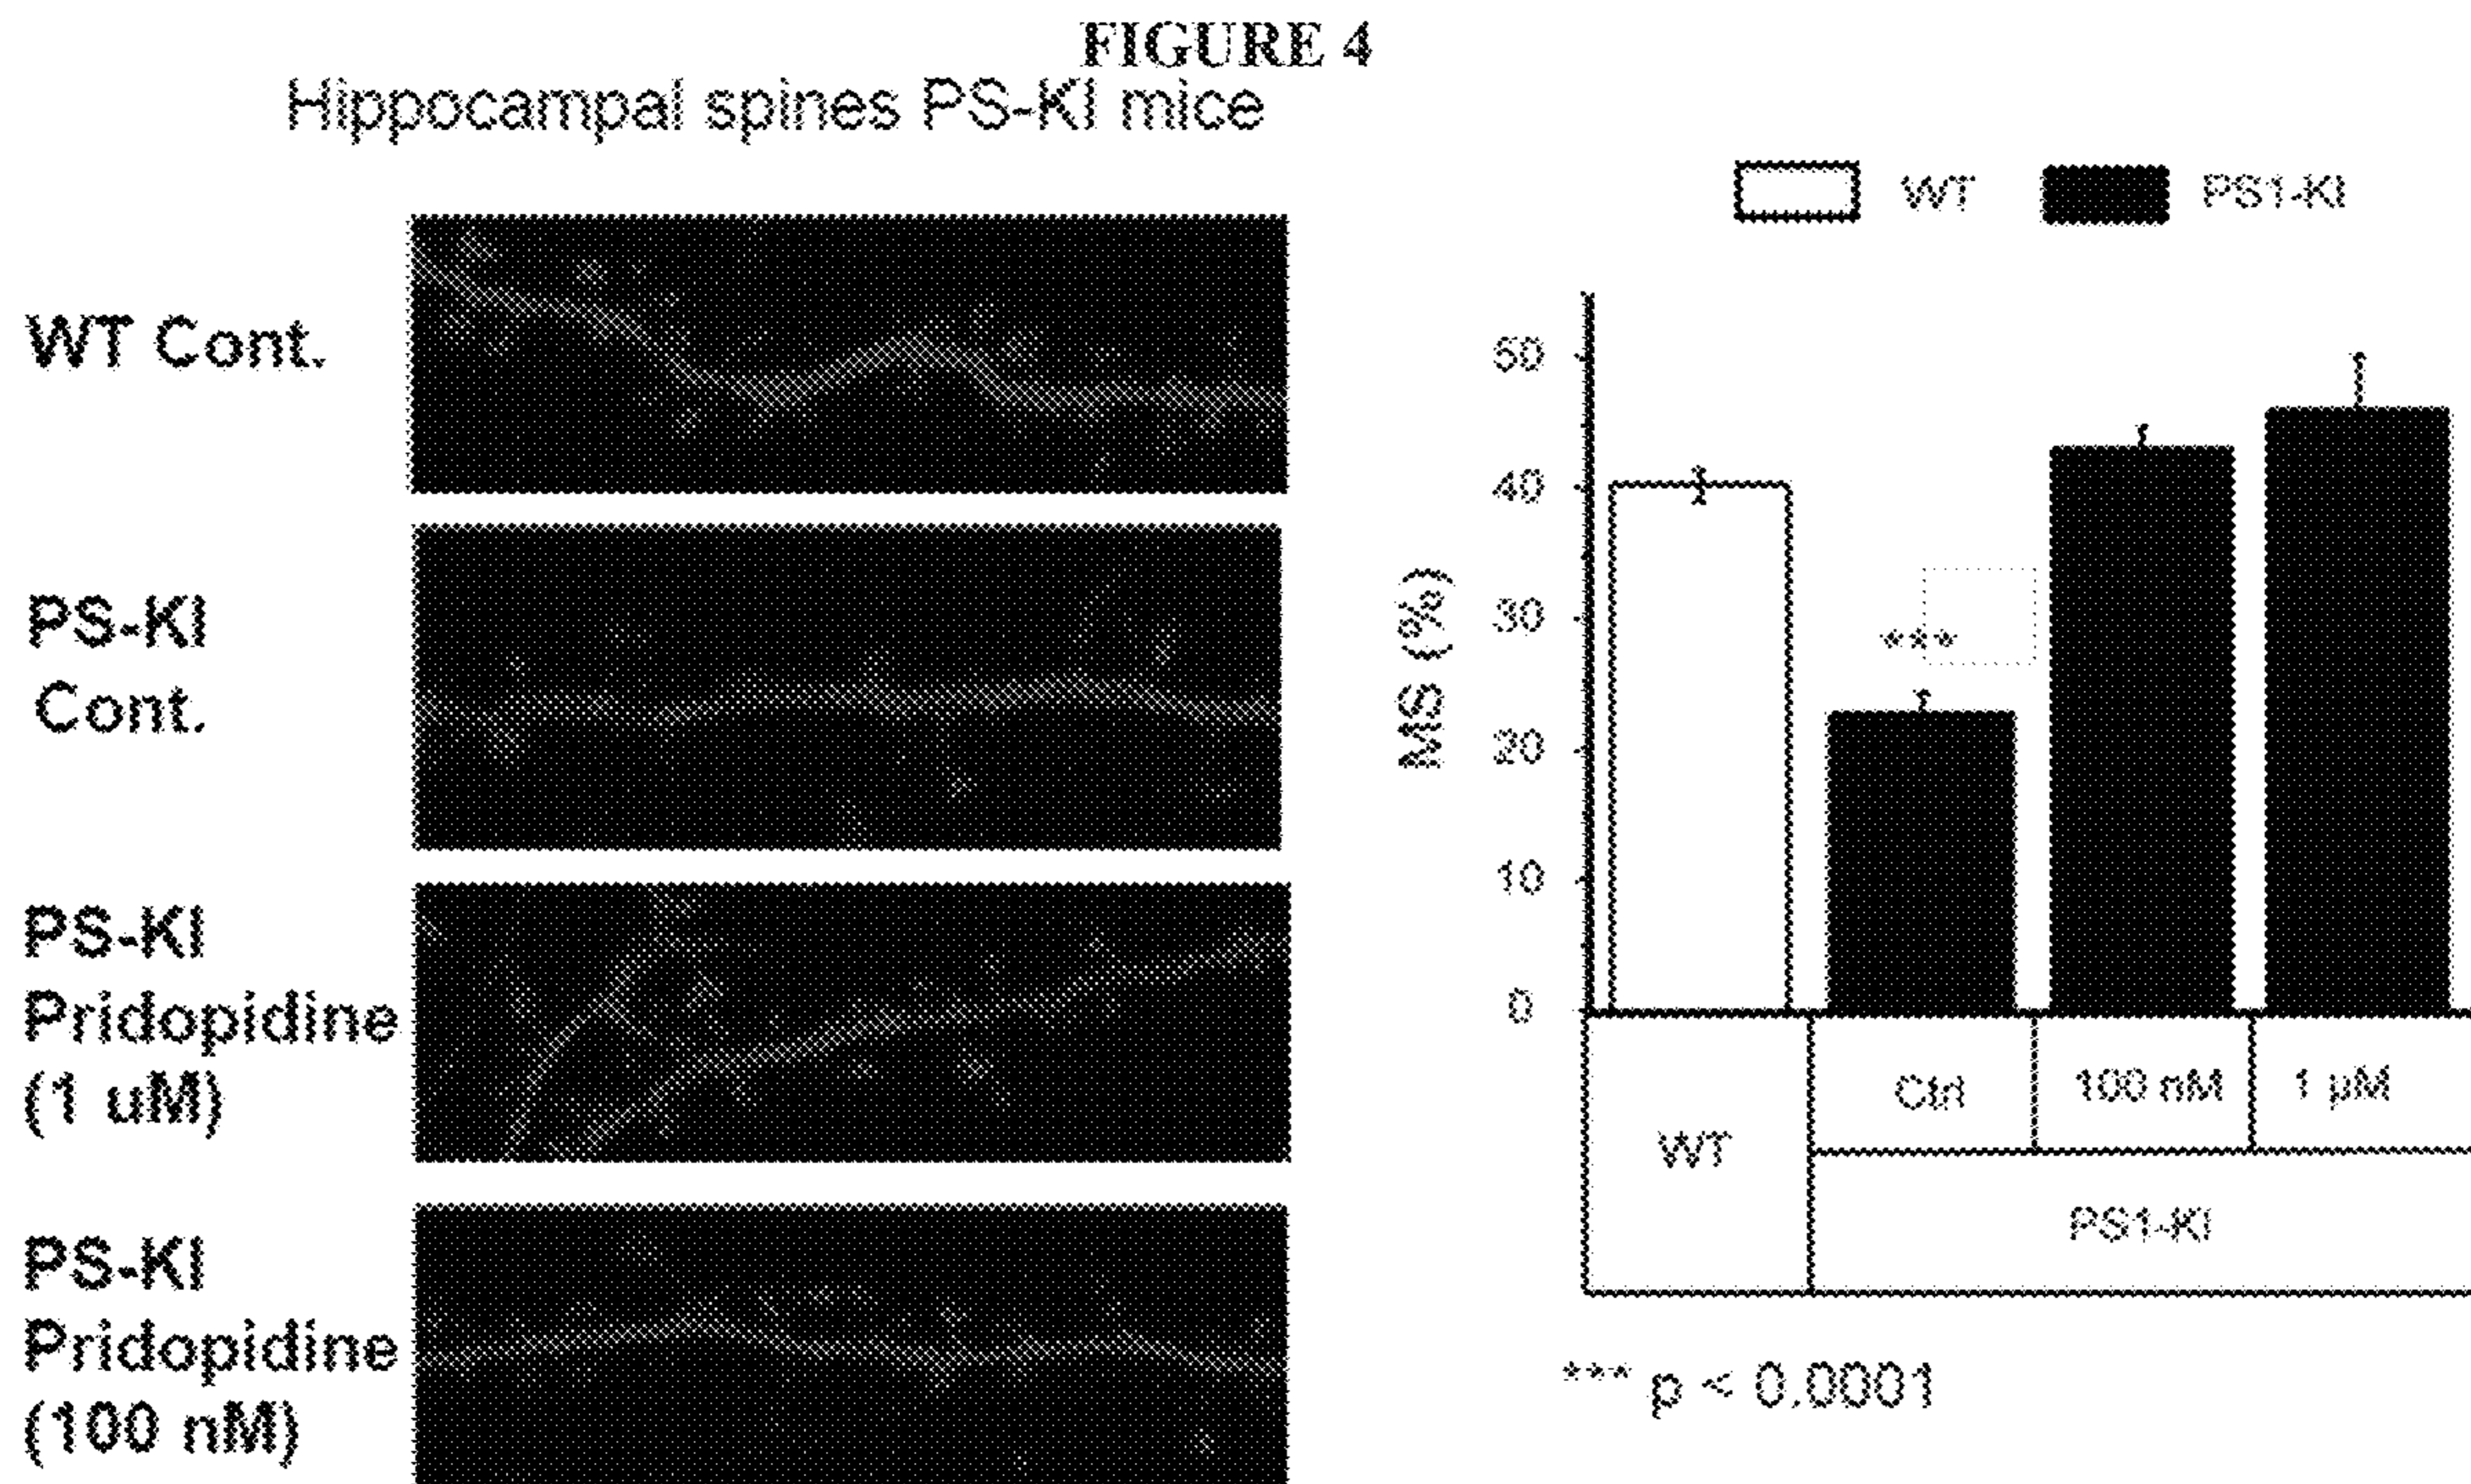 FIGURE 4
Hippocampal spines PS-KI mice
WT Cont.
PS-KI
Cont.
PS-KI
Pridopidine
(1 uM)
PS-KI
Pridopidine
(100 nM)
WT PS1-KI
MS (%)
50
40
30
20
10
0
***
Ctrl 100 nM 1 µM
WT
PS1-KI
*** p < 0.0001